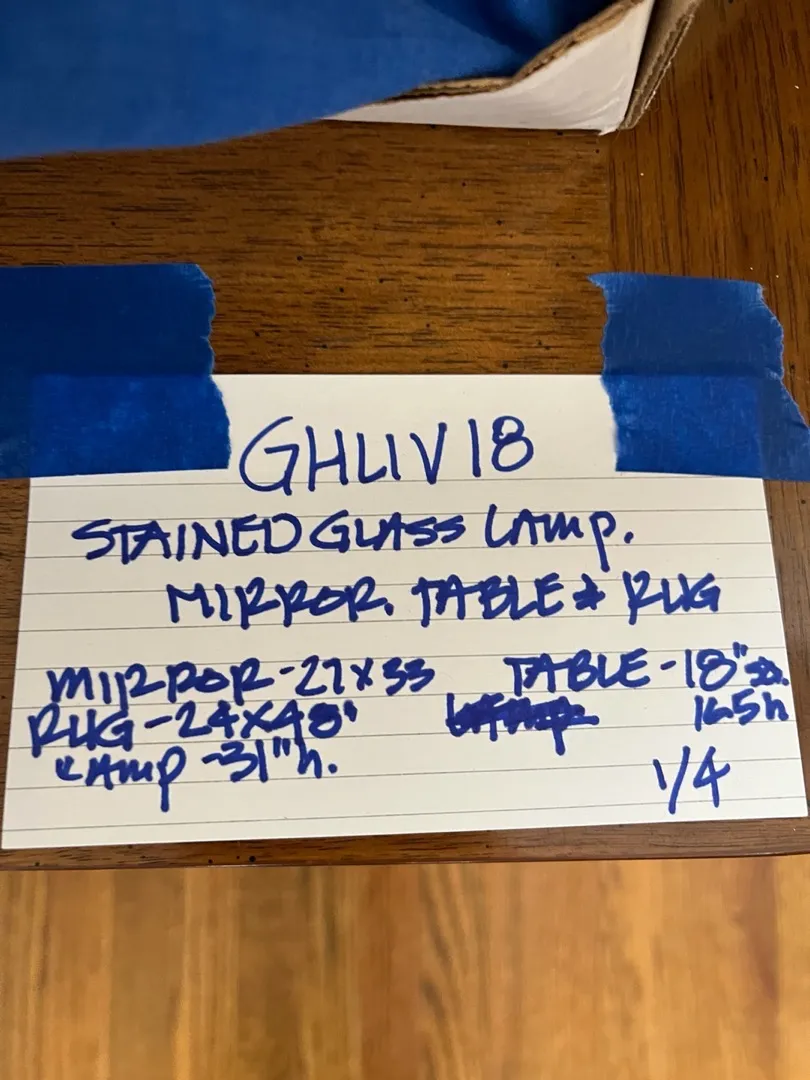 GHLIV18
STAINED GLASS LAMP.
MIRROR. TABLE & RUG
MIRROR-27x33 TABLE-18"
RUG-24x48" 16.5h
LAMP-31"h.
1/4